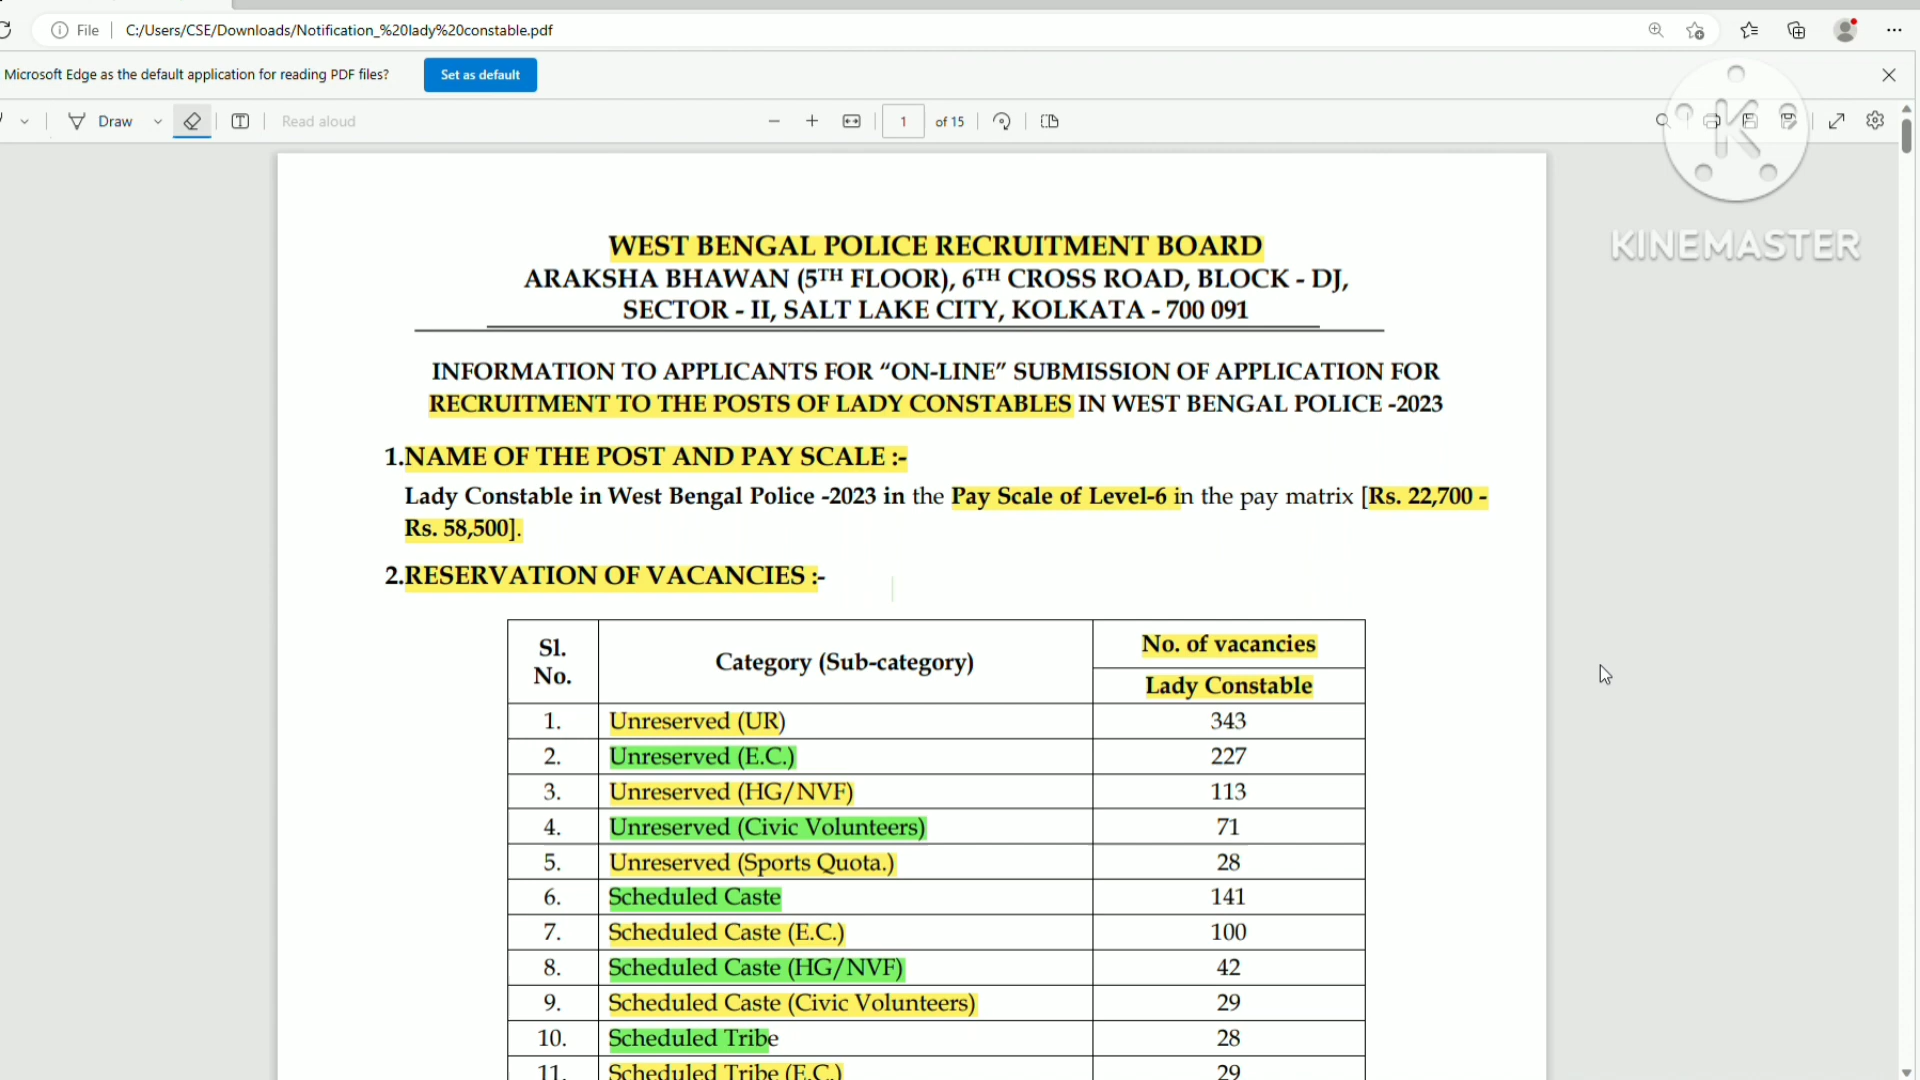 File C:/Users/CSE/Downloads/Notification_%20lady%20constable.pdf
Microsoft Edge as the default application for reading PDF files? Set as default
Draw Read aloud 1 of 15
KINEMASTER
WEST BENGAL POLICE RECRUITMENT BOARD
ARAKSHA BHAWAN (5TH FLOOR), 6TH CROSS ROAD, BLOCK - DJ,
SECTOR - II, SALT LAKE CITY, KOLKATA - 700 091
INFORMATION TO APPLICANTS FOR “ON-LINE” SUBMISSION OF APPLICATION FOR
RECRUITMENT TO THE POSTS OF LADY CONSTABLES IN WEST BENGAL POLICE -2023
1.NAME OF THE POST AND PAY SCALE :-
Lady Constable in West Bengal Police -2023 in the Pay Scale of Level-6 in the pay matrix [Rs. 22,700 -
Rs. 58,500].
2.RESERVATION OF VACANCIES :-
Sl. No. Category (Sub-category) No. of vacancies
Lady Constable
1. Unreserved (UR) 343
2. Unreserved (E.C.) 227
3. Unreserved (HG/NVF) 113
4. Unreserved (Civic Volunteers) 71
5. Unreserved (Sports Quota.) 28
6. Scheduled Caste 141
7. Scheduled Caste (E.C.) 100
8. Scheduled Caste (HG/NVF) 42
9. Scheduled Caste (Civic Volunteers) 29
10. Scheduled Tribe 28
11. Scheduled Tribe (E.C.) 29